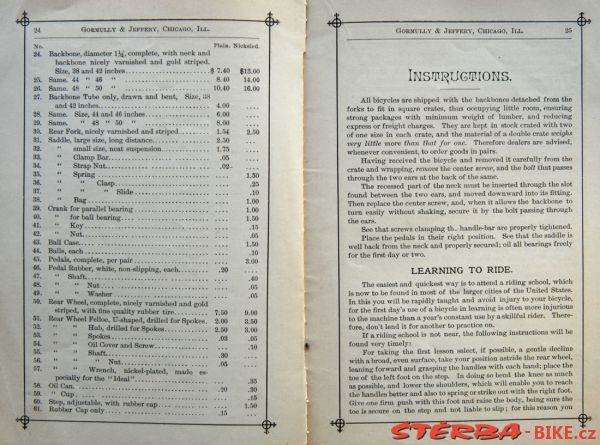 24 GORMULLY & JEFFERY, CHICAGO, ILL.
No. Plain. Nickeled.
24. Backbone, diameter 1¼, complete, with neck and
backbone nicely varnished and gold striped.
Size, 38 and 42 inches $ 7.40 $13.00
25. Same. 44 " 46 " 8.40 14.00
26. Same. 48 " 50 " 10.40 16.00
27. Backbone Tube only, drawn and bent, Size, 38
and 42 inches 4.00 ....
28. Same. Size, 44 and 46 inches 6.00 ....
29. Same. " 48 " 50 " 8.00 ....
30. Rear Fork, nicely varnished and striped 1.54 2.50
31. Saddle, large size, long distance. 2.50 ....
32. " small size, neat suspension 1.75 ....
33. " Clamp Bar. .05 ....
34. " Strap Nut. .02 ....
35. " Spring 1.50
36. " " Clasp .25
37. " " " Slide .10
38. " Bag 1.00
39. Crank for parallel bearing 1.00
40. " for ball bearing 1.50
41. " Key .15
42. " Nut .05
43. Ball Case 1.50
44. Balls, each .10
45. Pedals, complete, per pair 3.00
46. Pedal Rubber, white, non-slipping, each. .20 ....
47. " Shaft .40
48. " " Nut .05
49. " " Washer .05
50. Rear Wheel, complete, nicely varnished and gold
striped, with fine quality rubber tire 7.50 9.00
51. Rear Wheel Felloe, U-shaped, drilled for Spokes 2.00 3.50
52. " " Hub, drilled for Spokes 2.50 3.00
53. " " Spokes .03 .05
54. " " Oil Cover and Screw .10
55. " " Shaft .30 ....
56. " " " Nut .05
57. " " Wrench, nickel-plated, made es-
pecially for the "Ideal" .35
58. Oil Can .20 .30
59. " Cup .15
60. Step, adjustable, with rubber cap 1.50
61. Rubber Cap only .15 ....
GORMULLY & JEFFERY, CHICAGO, ILL. 25
INSTRUCTIONS.
All bicycles are shipped with the backbones detached from the
forks to fit in square crates, thus occupying little room, ensuring
strong packages with minimum weight of lumber, and reducing
express or freight charges. They are kept in stock crated with two
of one size in each crate, and the material of a double crate weighs
very little more than that for one. Therefore dealers are advised,
whenever convenient, to order goods in pairs.
Having received the bicycle and removed it carefully from the
crate and wrapping, remove the center screw, and the bolt that passes
through the two ears at the back of the same.
The recessed part of the neck must be inserted through the slot
found between the two ears, and moved downward into its fitting.
Then replace the center screw, and, when it allows the backbone to
turn easily without shaking, secure it by the bolt passing through
the ears.
See that screws clamping th.. handle-bar are properly tightened.
Place the pedals in their right position. See that the saddle is
well back from the neck and properly secured; oil all bearings freely
for the first day or two.
LEARNING TO RIDE.
The easiest and quickest way is to attend a riding school, which
is now to be found in most of the larger cities of the United States.
In this you will be rapidly taught and avoid injury to your bicycle,
for the first day's use of a bicycle in learning is often more injurious
to the machine than a year's constant use by a skillful rider. There-
fore, don't lend it for another to practice on.
If a riding school is not near, the following instructions will be
found very timely:
For taking the first lesson select, if possible, a gentle decline
with a broad, even surface, take your position astride the rear wheel,
leaning forward and grasping the handles with each hand; place the
toe of the left foot on the step. In doing so bend the knee as much
as possible, and lower the shoulders, which will enable you to reach
the handles better and also to spring or strike out with the right foot.
Give one firm push with this foot and raise the body, being sure the
toe is secure on the step and not liable to slip; for this reason you
ŠTĚRBA-BIKE.cz